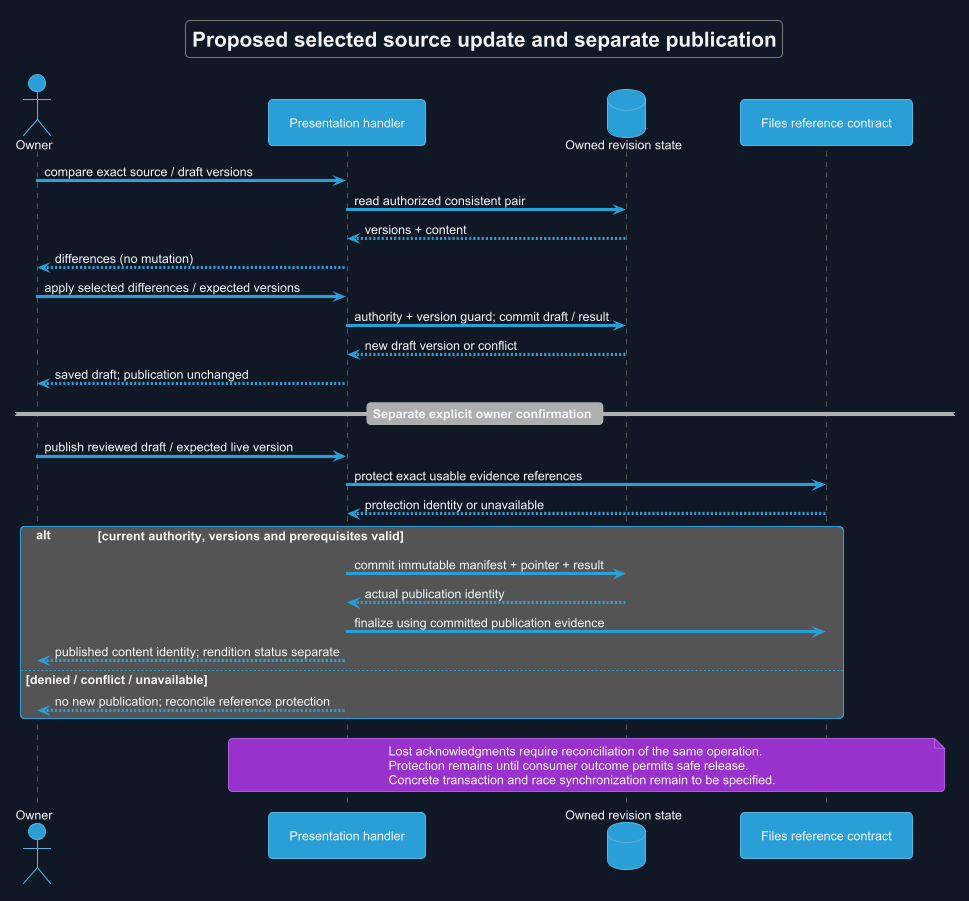 Proposed selected source update and separate publication
Owner
Presentation handler
Owned revision state
Files reference contract
compare exact source / draft versions
read authorized consistent pair
versions + content
differences (no mutation)
apply selected differences / expected versions
authority + version guard; commit draft / result
new draft version or conflict
saved draft; publication unchanged
Separate explicit owner confirmation
publish reviewed draft / expected live version
protect exact usable evidence references
protection identity or unavailable
alt [current authority, versions and prerequisites valid]
commit immutable manifest + pointer + result
actual publication identity
finalize using committed publication evidence
published content identity; rendition status separate
[denied / conflict / unavailable]
no new publication; reconcile reference protection
Lost acknowledgments require reconciliation of the same operation.
Protection remains until consumer outcome permits safe release.
Concrete transaction and race synchronization remain to be specified.
Owner
Presentation handler
Owned revision state
Files reference contract